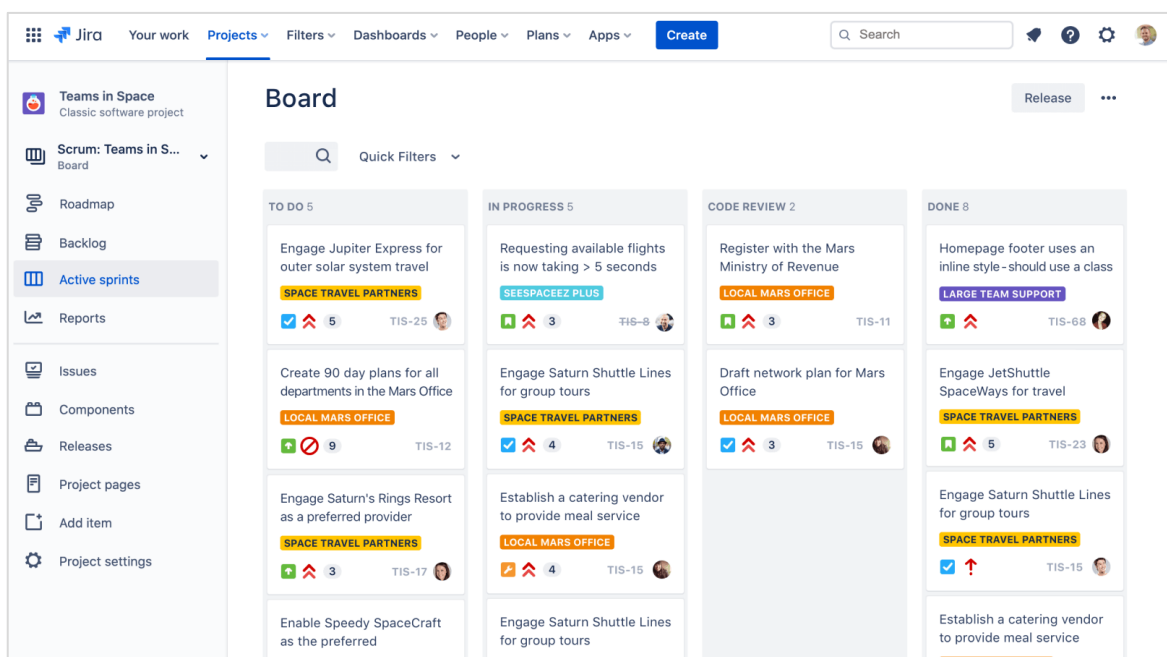 Jira Your work Projects Filters Dashboards People Plans Apps Create Search
Teams in Space
Classic software project
Scrum: Teams in S...
Board
Roadmap
Backlog
Active sprints
Reports
Issues
Components
Releases
Project pages
Add item
Project settings
Board
Release
Quick Filters
TO DO 5
Engage Jupiter Express for
outer solar system travel
SPACE TRAVEL PARTNERS
5 TIS-25
Create 90 day plans for all
departments in the Mars Office
LOCAL MARS OFFICE
9 TIS-12
Engage Saturn's Rings Resort
as a preferred provider
SPACE TRAVEL PARTNERS
3 TIS-17
Enable Speedy SpaceCraft
as the preferred
IN PROGRESS 5
Requesting available flights
is now taking > 5 seconds
SEESPACEEZ PLUS
3 TIS-8
Engage Saturn Shuttle Lines
for group tours
SPACE TRAVEL PARTNERS
4 TIS-15
Establish a catering vendor
to provide meal service
LOCAL MARS OFFICE
4 TIS-15
Engage Saturn Shuttle Lines
for group tours
CODE REVIEW 2
Register with the Mars
Ministry of Revenue
LOCAL MARS OFFICE
3 TIS-11
Draft network plan for Mars
Office
LOCAL MARS OFFICE
3 TIS-15
DONE 8
Homepage footer uses an
inline style-should use a class
LARGE TEAM SUPPORT
TIS-68
Engage JetShuttle
SpaceWays for travel
SPACE TRAVEL PARTNERS
5 TIS-23
Engage Saturn Shuttle Lines
for group tours
SPACE TRAVEL PARTNERS
TIS-15
Establish a catering vendor
to provide meal service